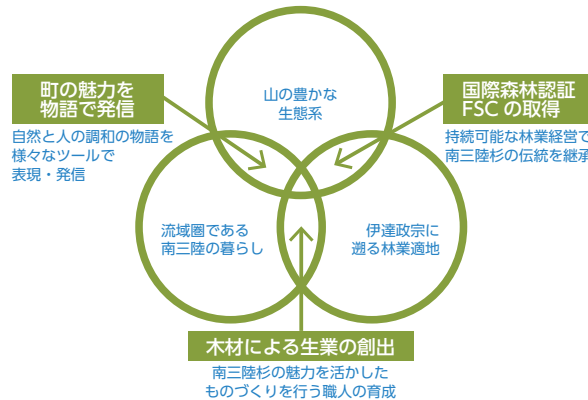 町の魅力を
物語で発信
自然と人の調和の物語を
様々なツールで
表現・発信
山の豊かな
生態系
国際森林認証
FSC の取得
持続可能な林業経営で
南三陸杉の伝統を継承
流域圏である
南三陸の暮らし
伊達政宗に
遡る林業適地
木材による生業の創出
南三陸杉の魅力を活かした
ものづくりを行う職人の育成